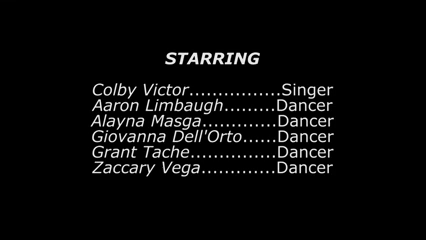 STARRING
Colby Victor................Singer
Aaron Limbaugh.........Dancer
Alayna Masga.............Dancer
Giovanna Dell'Orto......Dancer
Grant Tache...............Dancer
Zaccary Vega.............Dancer